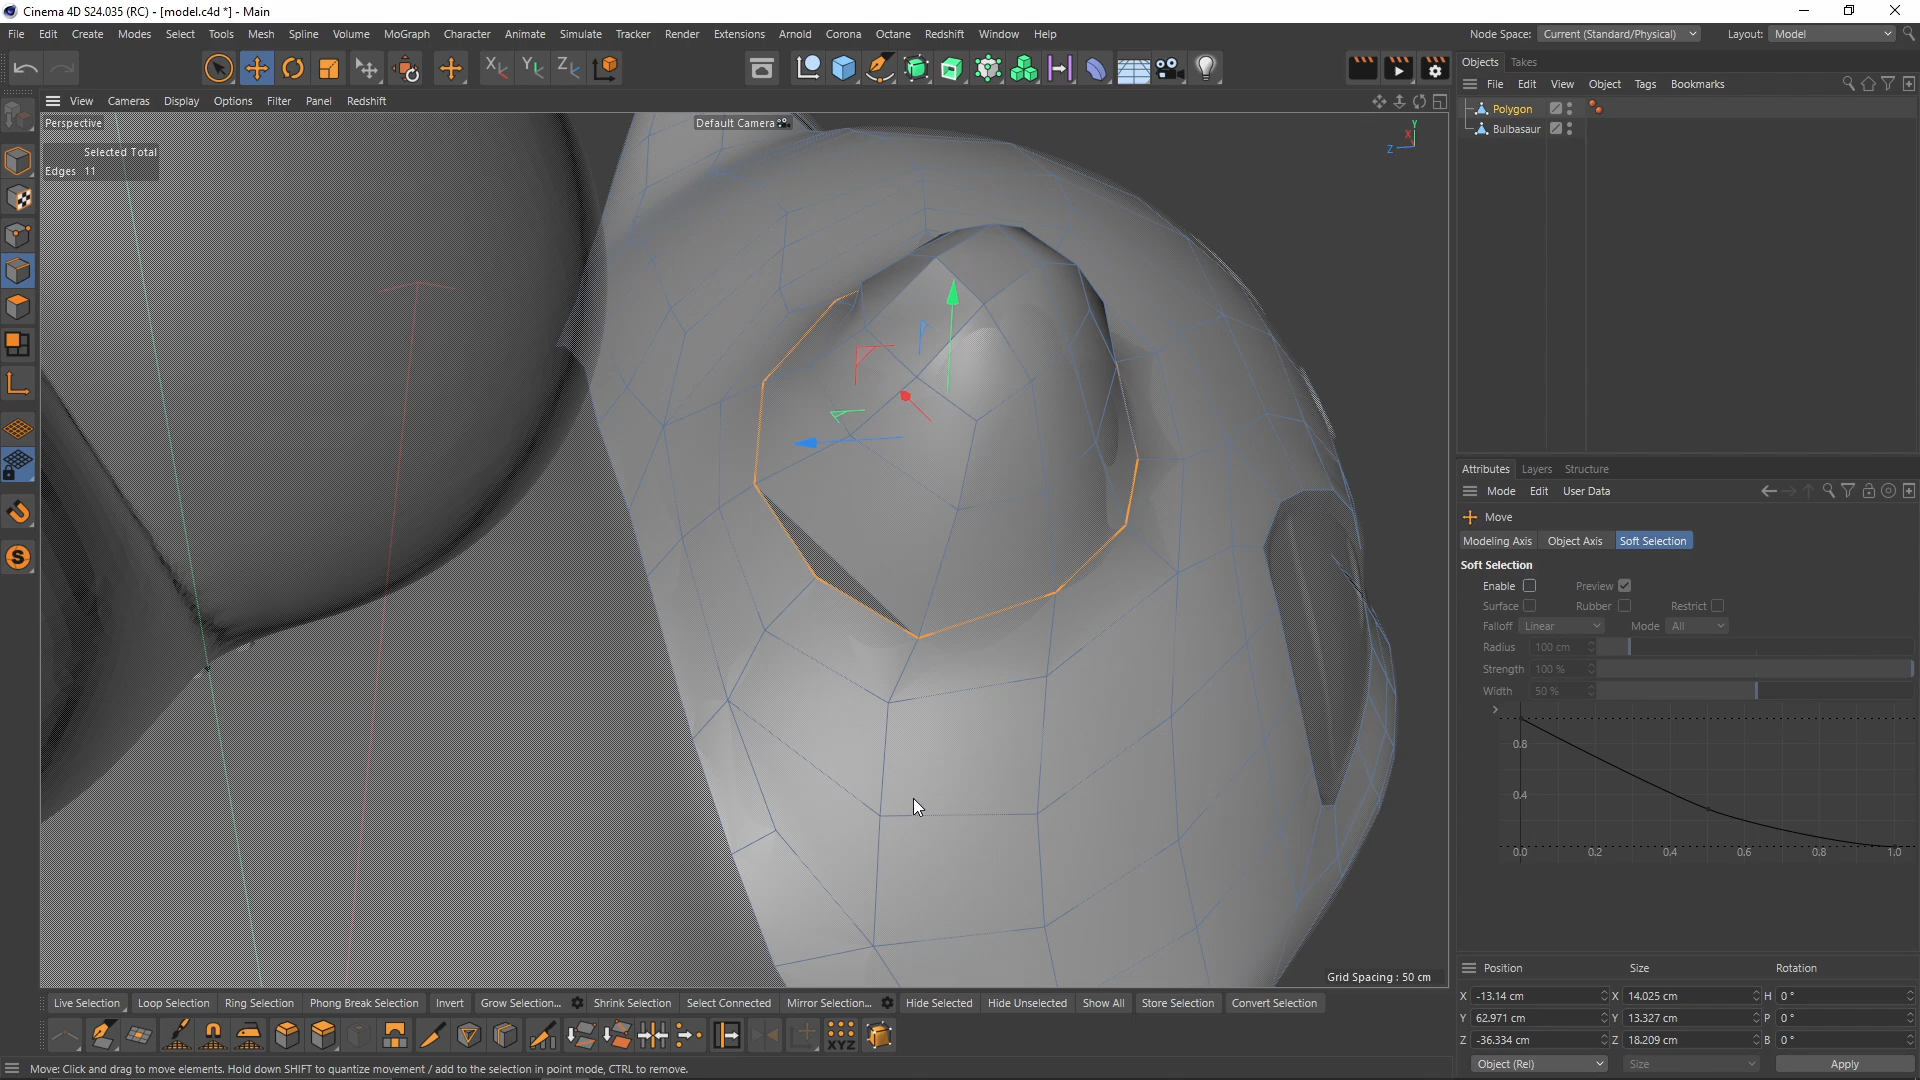 Cinema 4D S24.035 (RC) - [model.c4d *] - Main
File Edit Create Modes Select Tools Mesh Spline Volume MoGraph Character Animate Simulate Tracker Render Extensions Arnold Corona Octane Redshift Window Help
Node Space: Current (Standard/Physical) Layout: Model
Objects Takes
File Edit View Object Tags Bookmarks
Polygon
Bulbasaur
View Cameras Display Options Filter Panel Redshift
Perspective
Default Camera
Selected Total
Edges 11
Y
X
Z
Grid Spacing : 50 cm
Attributes Layers Structure
Mode Edit User Data
Move
Modeling Axis Object Axis Soft Selection
Soft Selection
Enable Preview
Surface Rubber Restrict
Falloff Linear Mode All
Radius 100 cm
Strength 100 %
Width 50 %
0.8
0.4
0.0 0.2 0.4 0.6 0.8 1.0
Position Size Rotation
X -13.14 cm X 14.025 cm H 0 °
Y 62.971 cm Y 13.327 cm P 0 °
Z -36.334 cm Z 18.209 cm B 0 °
Object (Rel) Size Apply
Live Selection Loop Selection Ring Selection Phong Break Selection Invert Grow Selection... Shrink Selection Select Connected Mirror Selection... Hide Selected Hide Unselected Show All Store Selection Convert Selection
XYZ
Move: Click and drag to move elements. Hold down SHIFT to quantize movement / add to the selection in point mode, CTRL to remove.